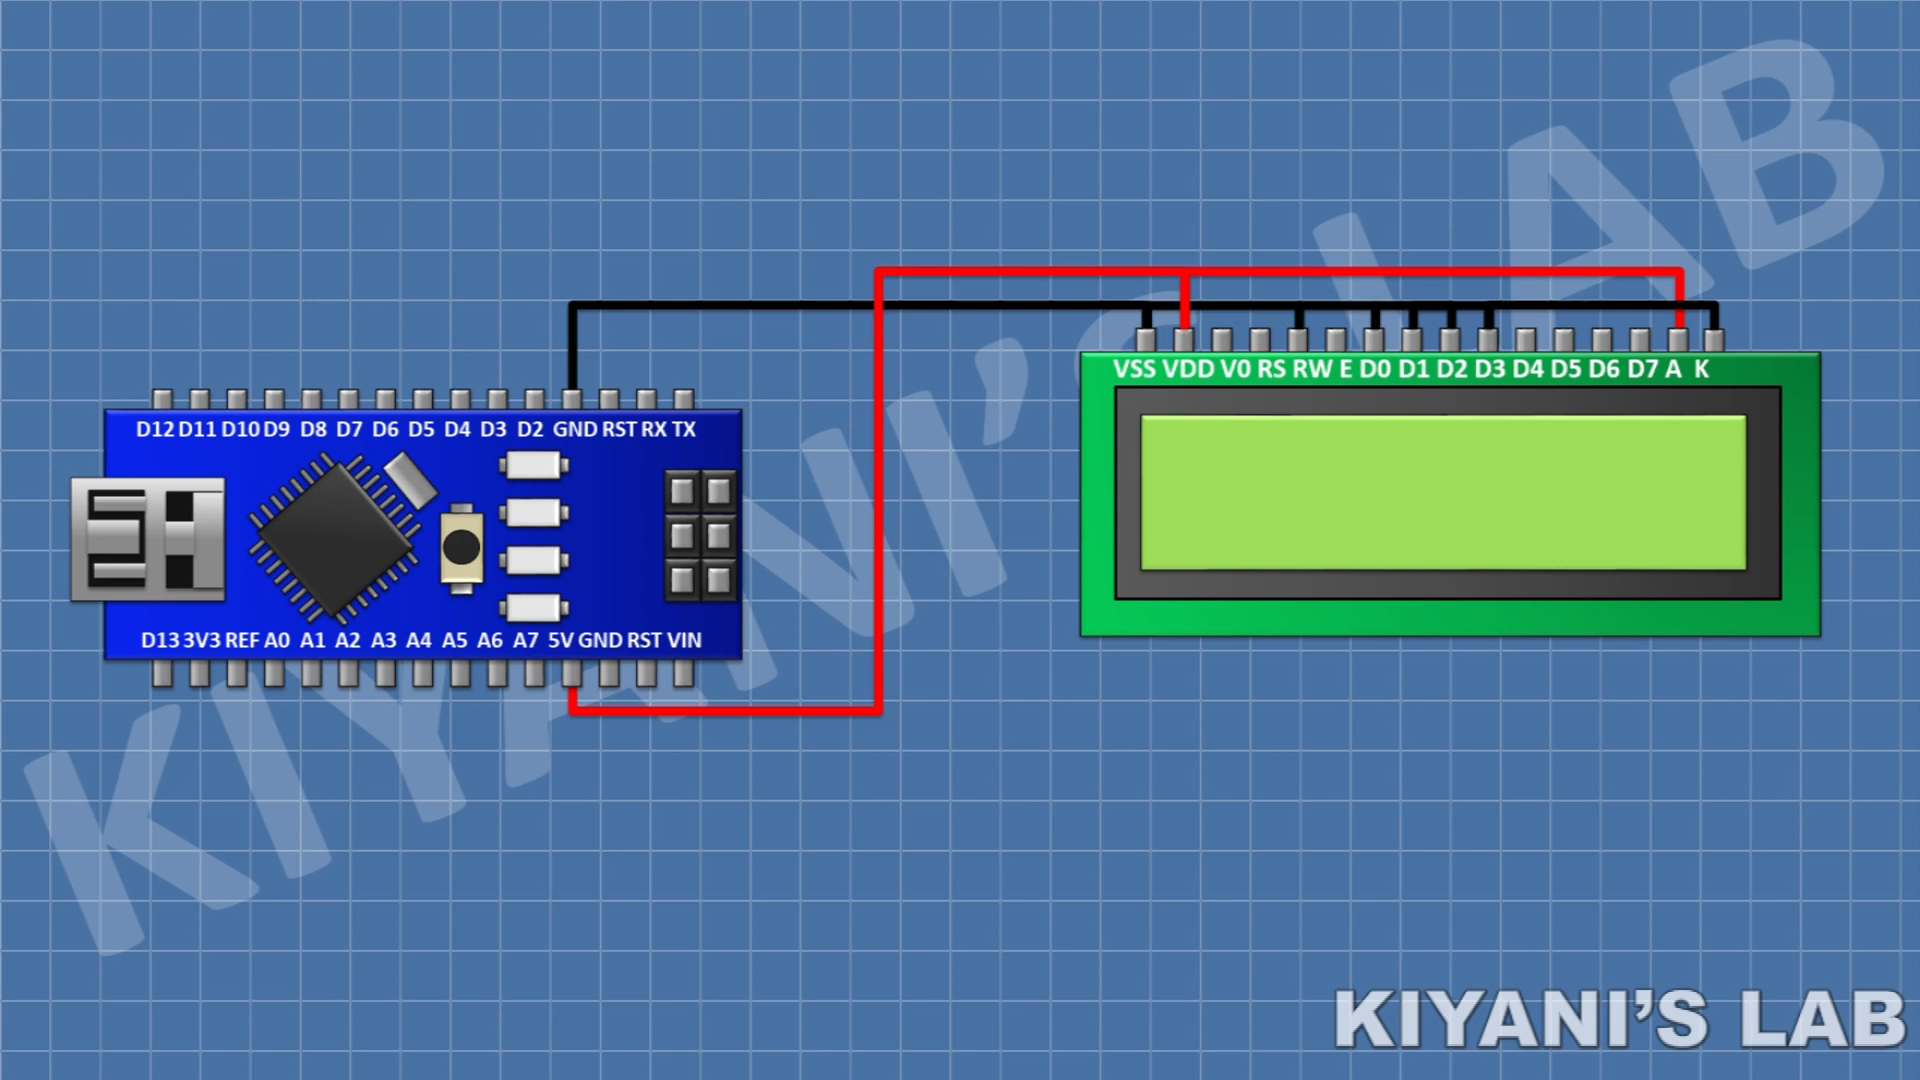 VSS VDD V0 RS RW E D0 D1 D2 D3 D4 D5 D6 D7 A K
D12 D11 D10 D9 D8 D7 D6 D5 D4 D3 D2 GND RST RX TX
D13 3V3 REF A0 A1 A2 A3 A4 A5 A6 A7 5V GND RST VIN
KIYANI'S LAB
KIYANI'S LAB